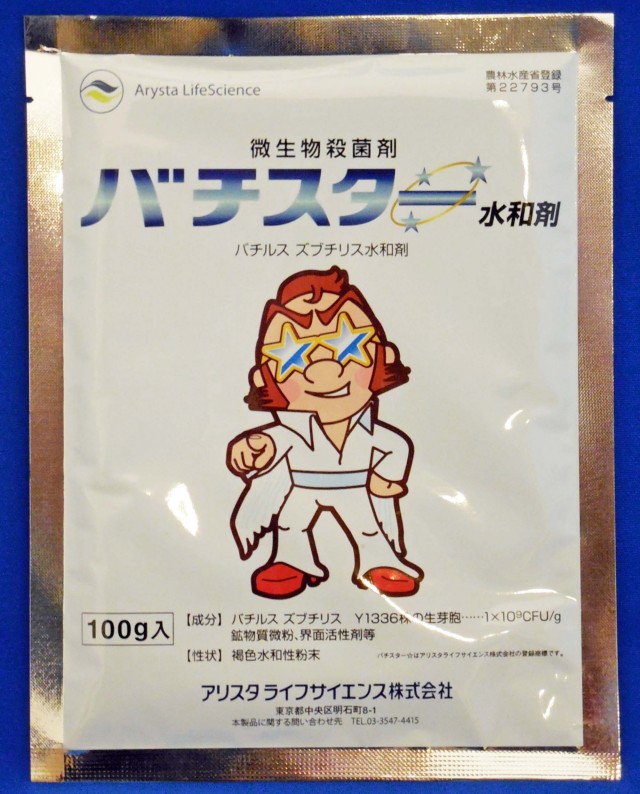 Arysta LifeScience
農林水産省登録
第22793号
微生物殺菌剤
バチスター水和剤
バチルス ズブチリス水和剤
100g入
【成分】 バチルス ズブチリス Y1336株の生芽胞……1×10⁹CFU/g
鉱物質微粉、界面活性剤等
【性状】 褐色水和性粉末
バチスター☆はアリスタライフサイエンス株式会社の登録商標です。
アリスタ ライフサイエンス株式会社
東京都中央区明石町8-1
本製品に関する問い合わせ先 TEL.03-3547-4415